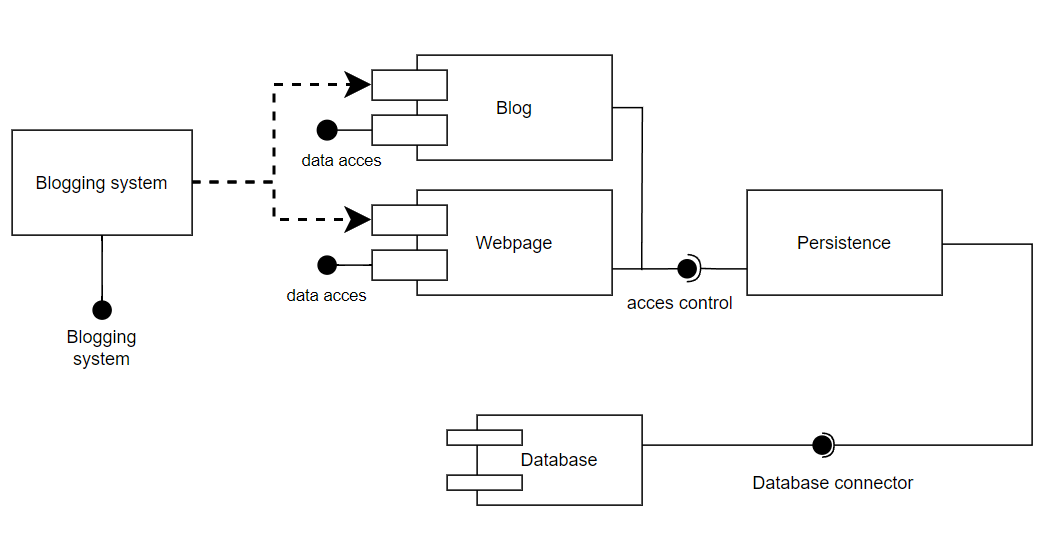 Blog
data acces
Blogging system
Webpage
Persistence
data acces
acces control
Blogging
system
Database
Database connector